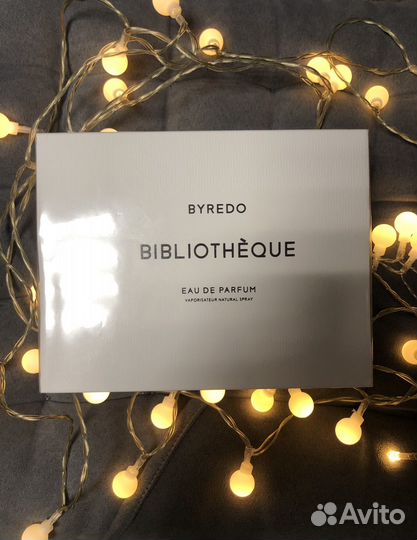 BYREDO
BIBLIOTHÈQUE
EAU DE PARFUM
VAPORISATEUR NATURAL SPRAY
Avito